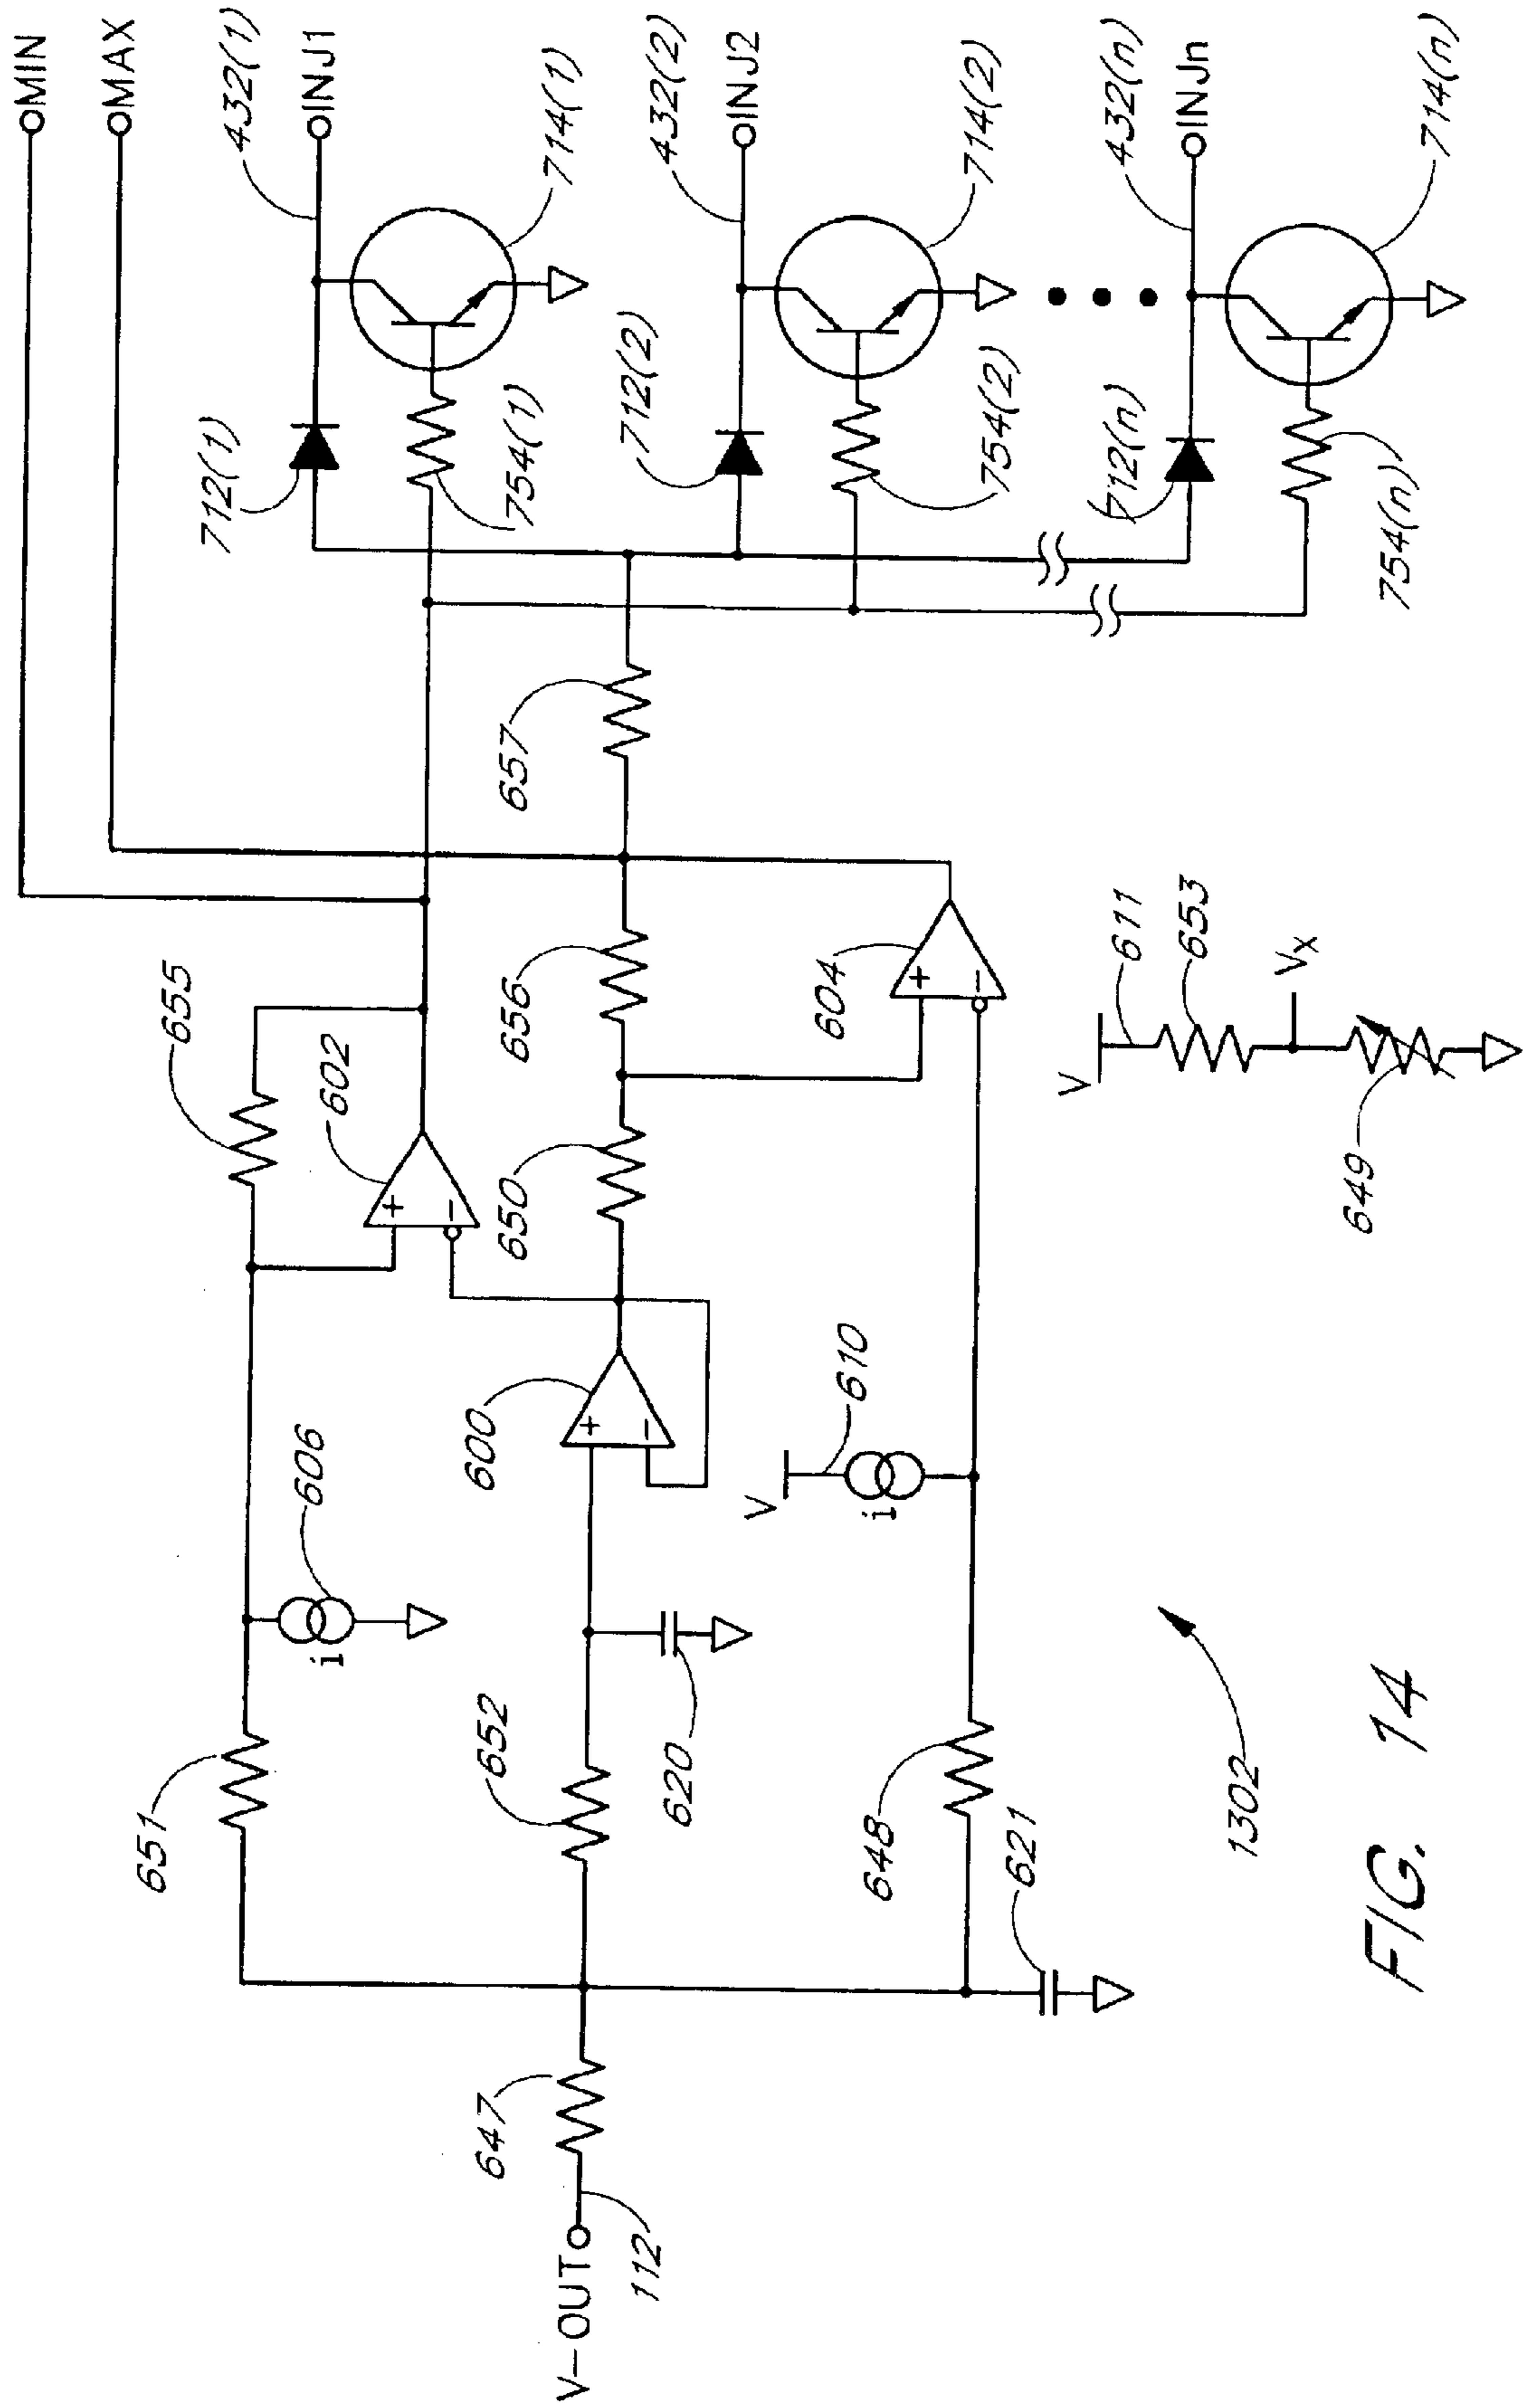 MIN
MAX
432(1)
INJ1
712(1)
714(1)
754(1)
432(2)
INJ2
712(2)
714(2)
754(2)
432(n)
INJn
712(n)
714(n)
754(n)
655
602
651
606
i
657
656
650
604
+
−
+
−
600
+
−
652
620
V
610
i
648
621
V-OUT
112
647
V
611
653
VX
649
1302
FIG. 14